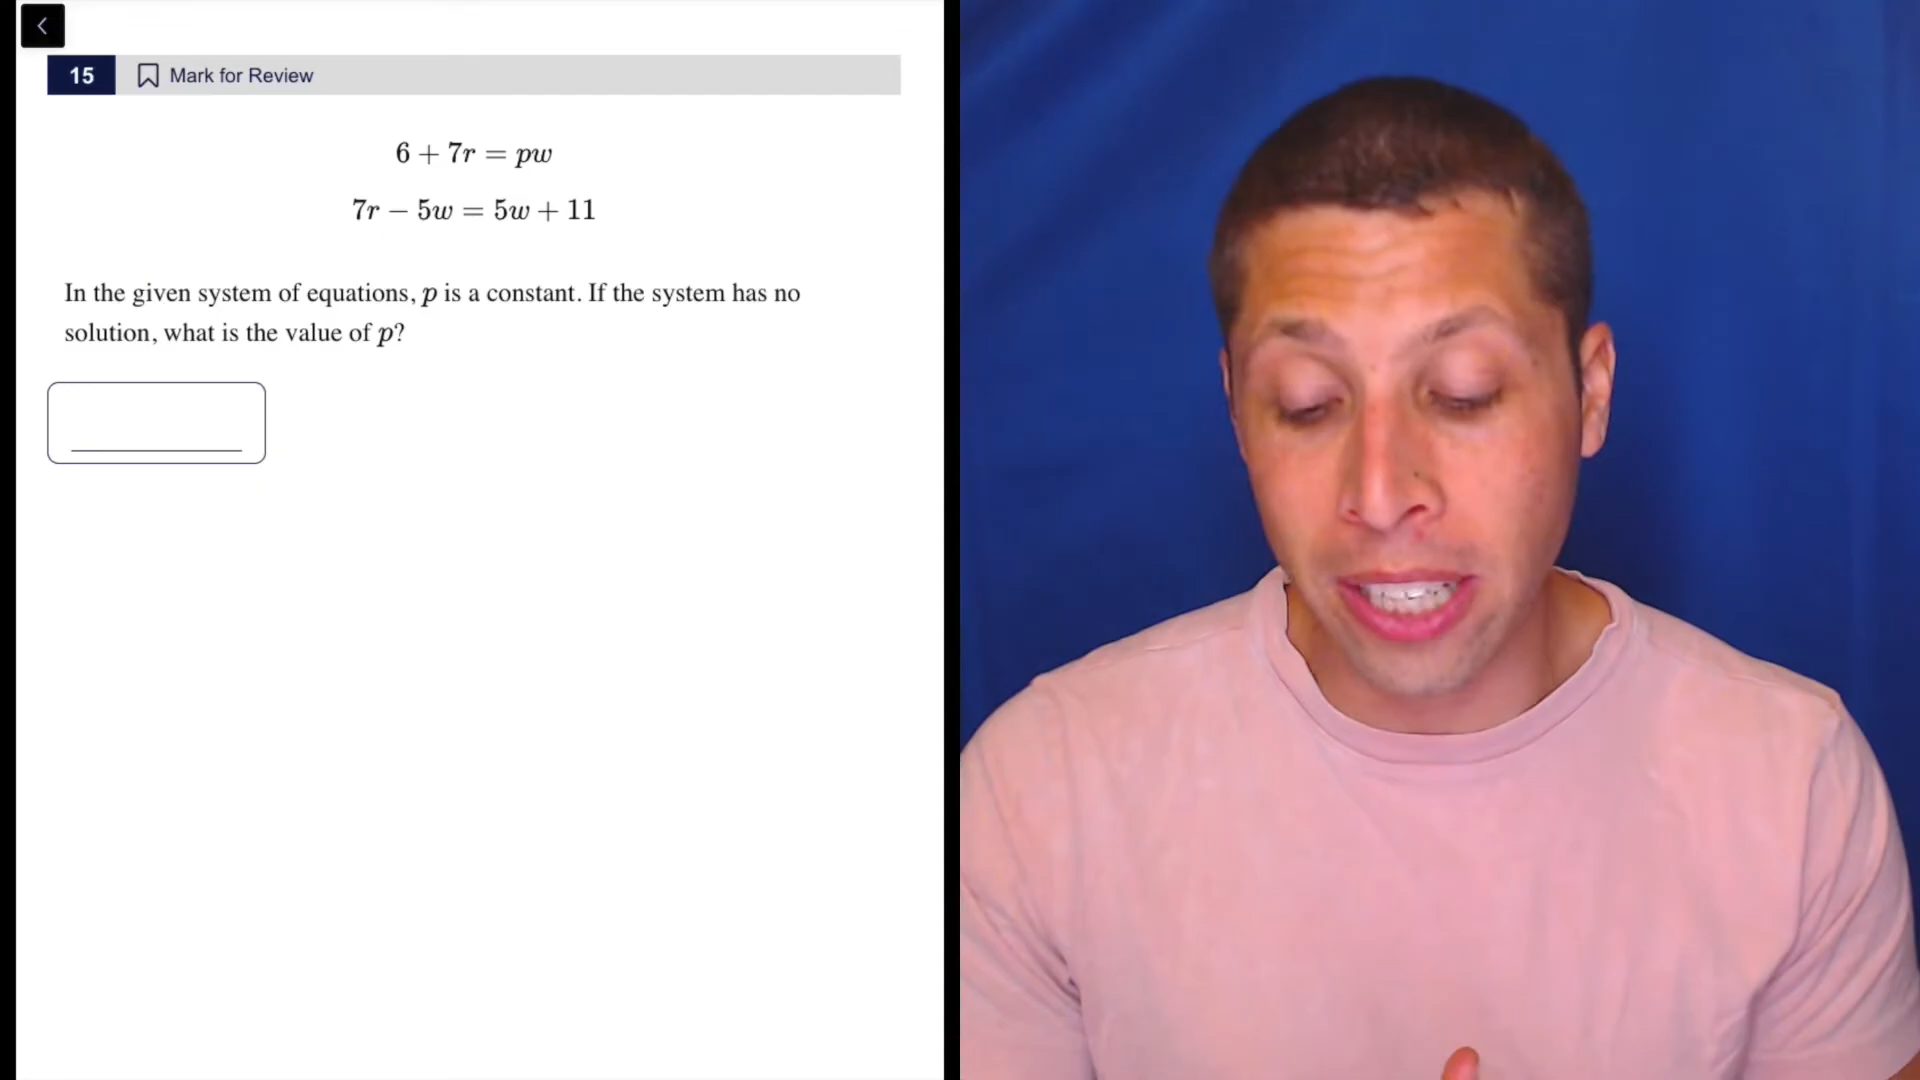 15 Mark for Review
6 + 7r = pw
7r − 5w = 5w + 11
In the given system of equations, p is a constant. If the system has no
solution, what is the value of p?